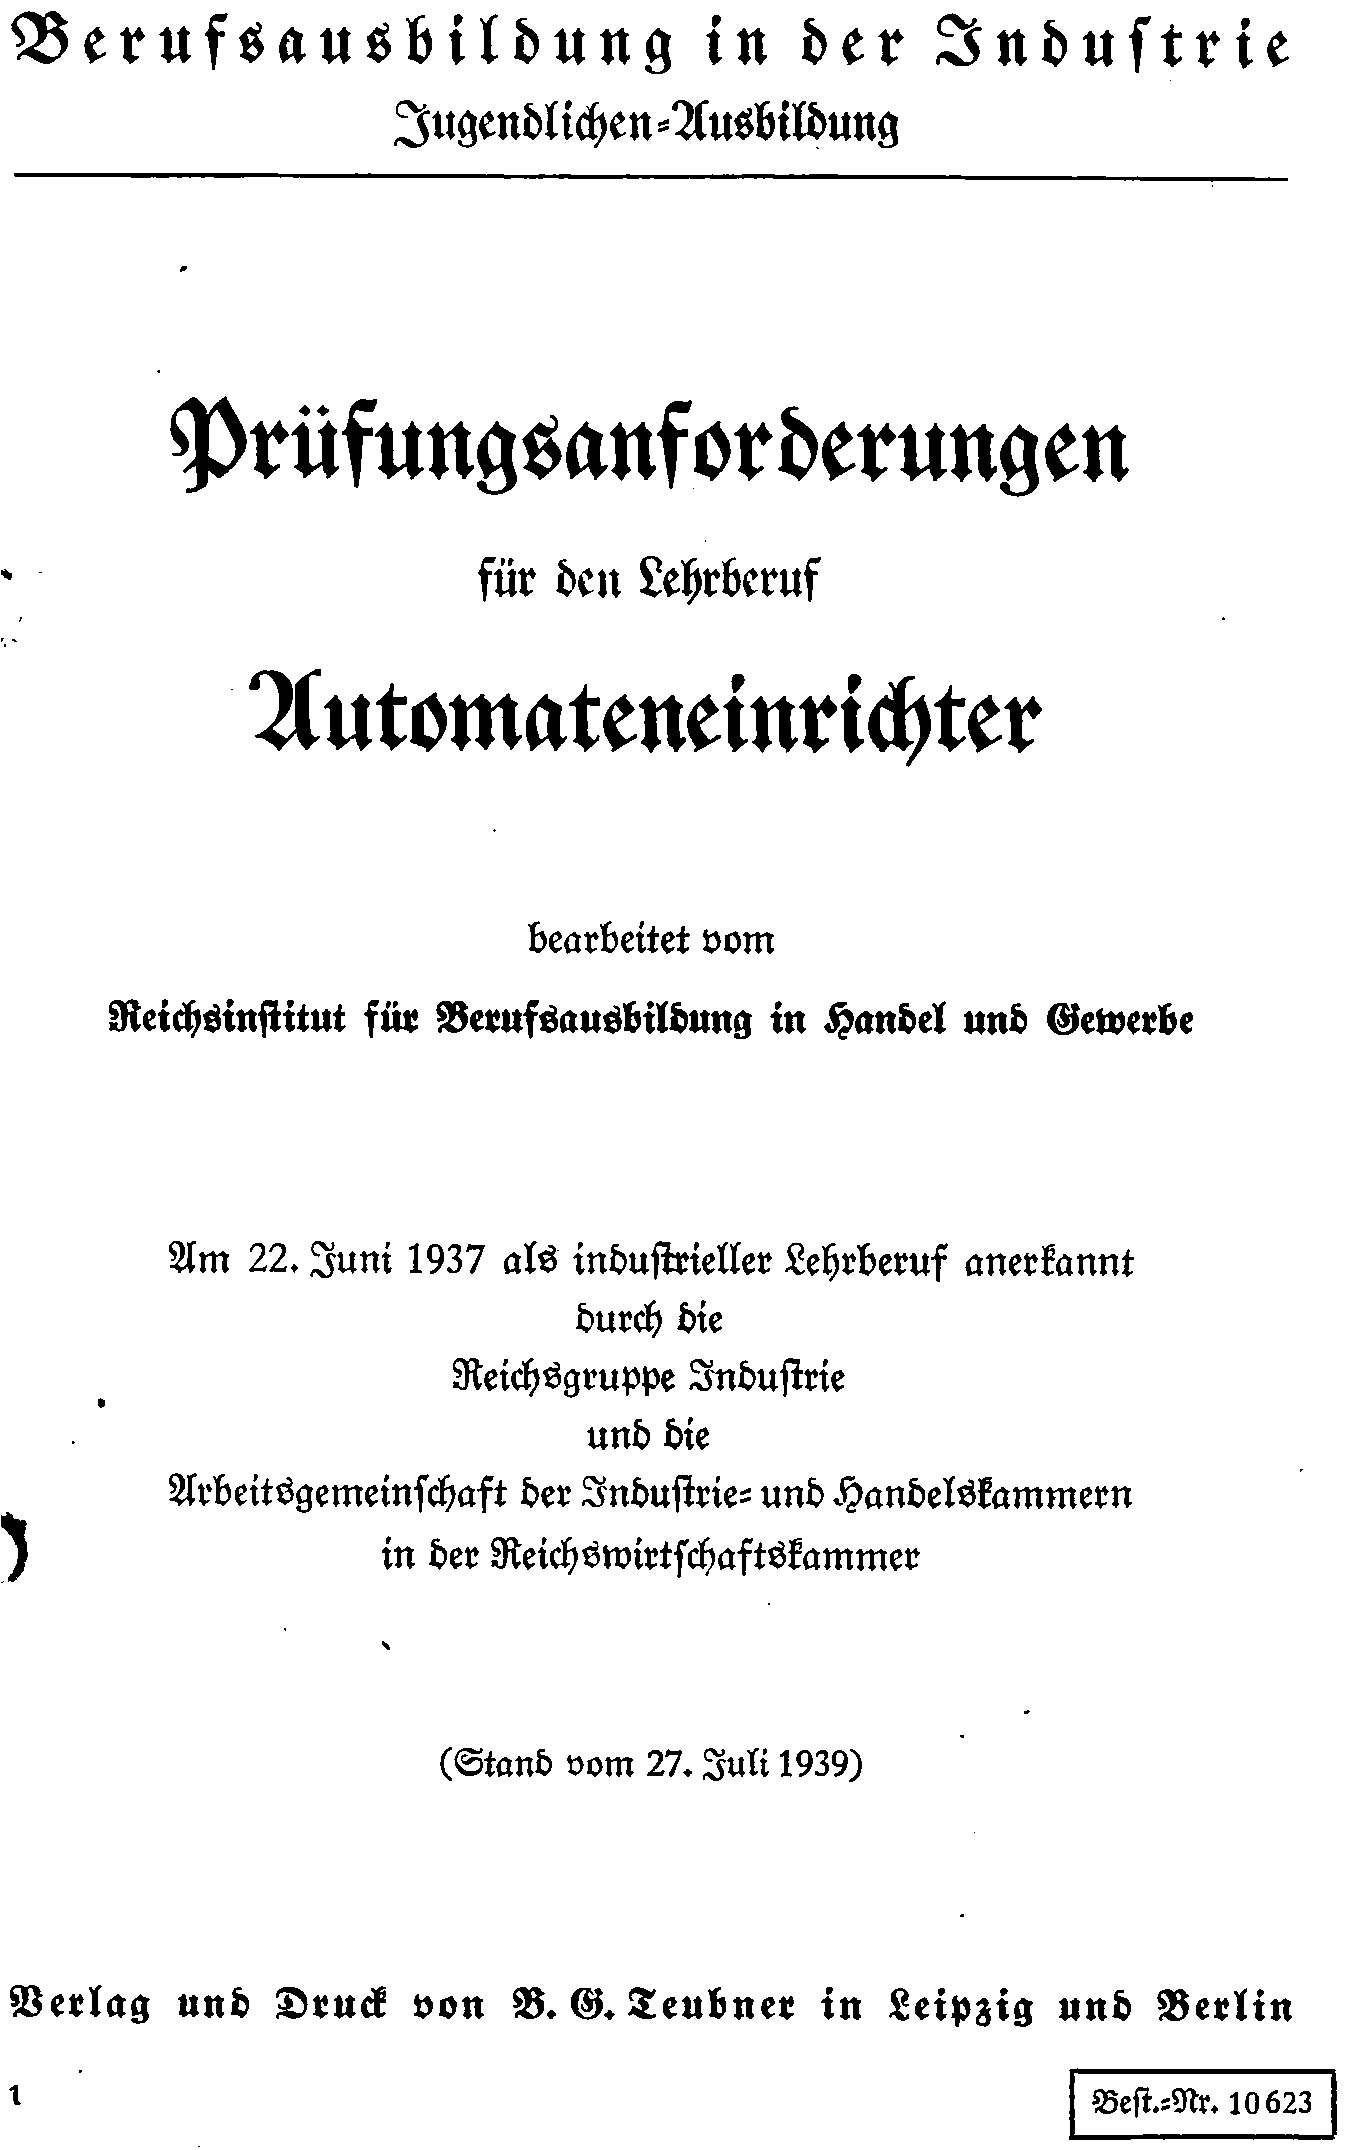 Berufsausbildung in der Industrie
Jugendlichen-Ausbildung
Prüfungsanforderungen
für den Lehrberuf
Automateneinrichter
bearbeitet vom
Reichsinstitut für Berufsausbildung in Handel und Gewerbe
Am 22. Juni 1937 als industrieller Lehrberuf anerkannt
durch die
Reichsgruppe Industrie
und die
Arbeitsgemeinschaft der Industrie- und Handelskammern
in der Reichswirtschaftskammer
(Stand vom 27. Juli 1939)
Verlag und Druck von B. G. Teubner in Leipzig und Berlin
1
Best.-Nr. 10623